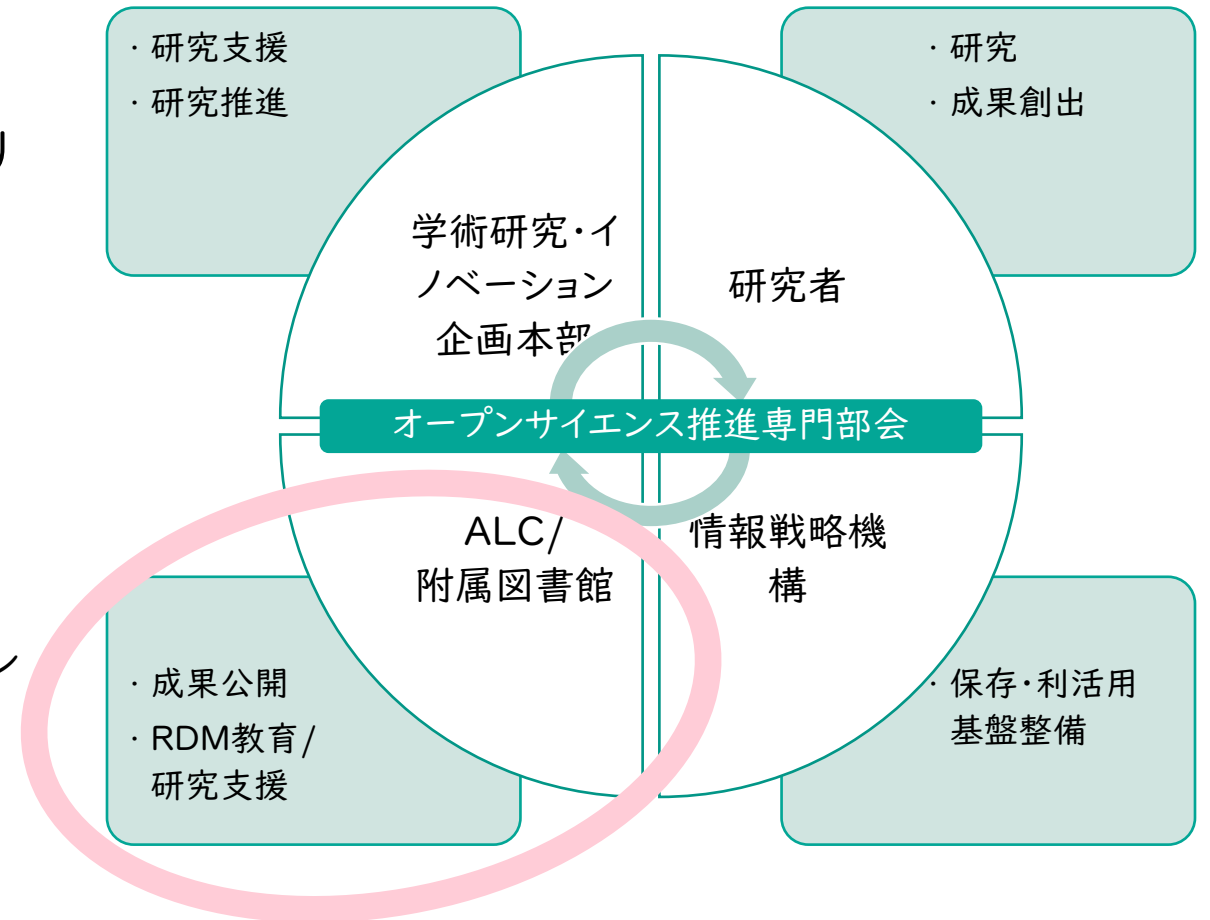 ・研究支援
・研究推進
・研究
・成果創出
り
学術研究・イ
ノベーション
企画本部
研究者
オープンサイエンス推進専門部会
ALC/
附属図書館
情報戦略機
構
・成果公開
・RDM教育/
研究支援
・保存・利活用
基盤整備